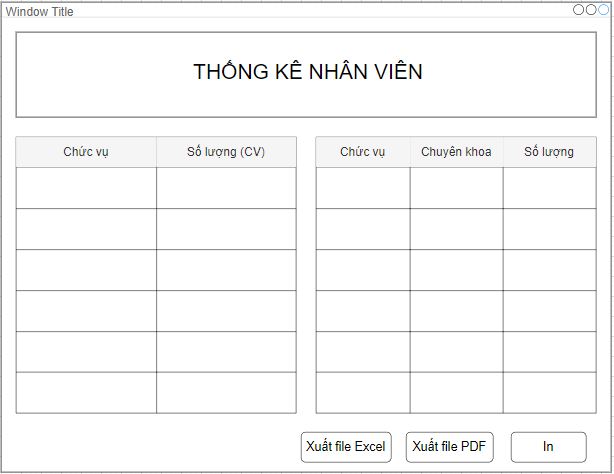 Window Title
THỐNG KÊ NHÂN VIÊN
Chức vụ Số lượng (CV) Chức vụ Chuyên khoa Số lượng
Xuất file Excel Xuất file PDF In